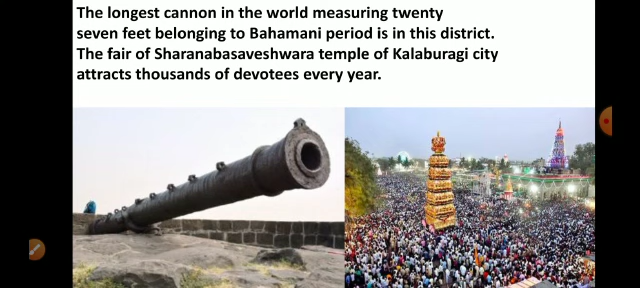 The longest cannon in the world measuring twenty
seven feet belonging to Bahamani period is in this district.
The fair of Sharanabasaveshwara temple of Kalaburagi city
attracts thousands of devotees every year.